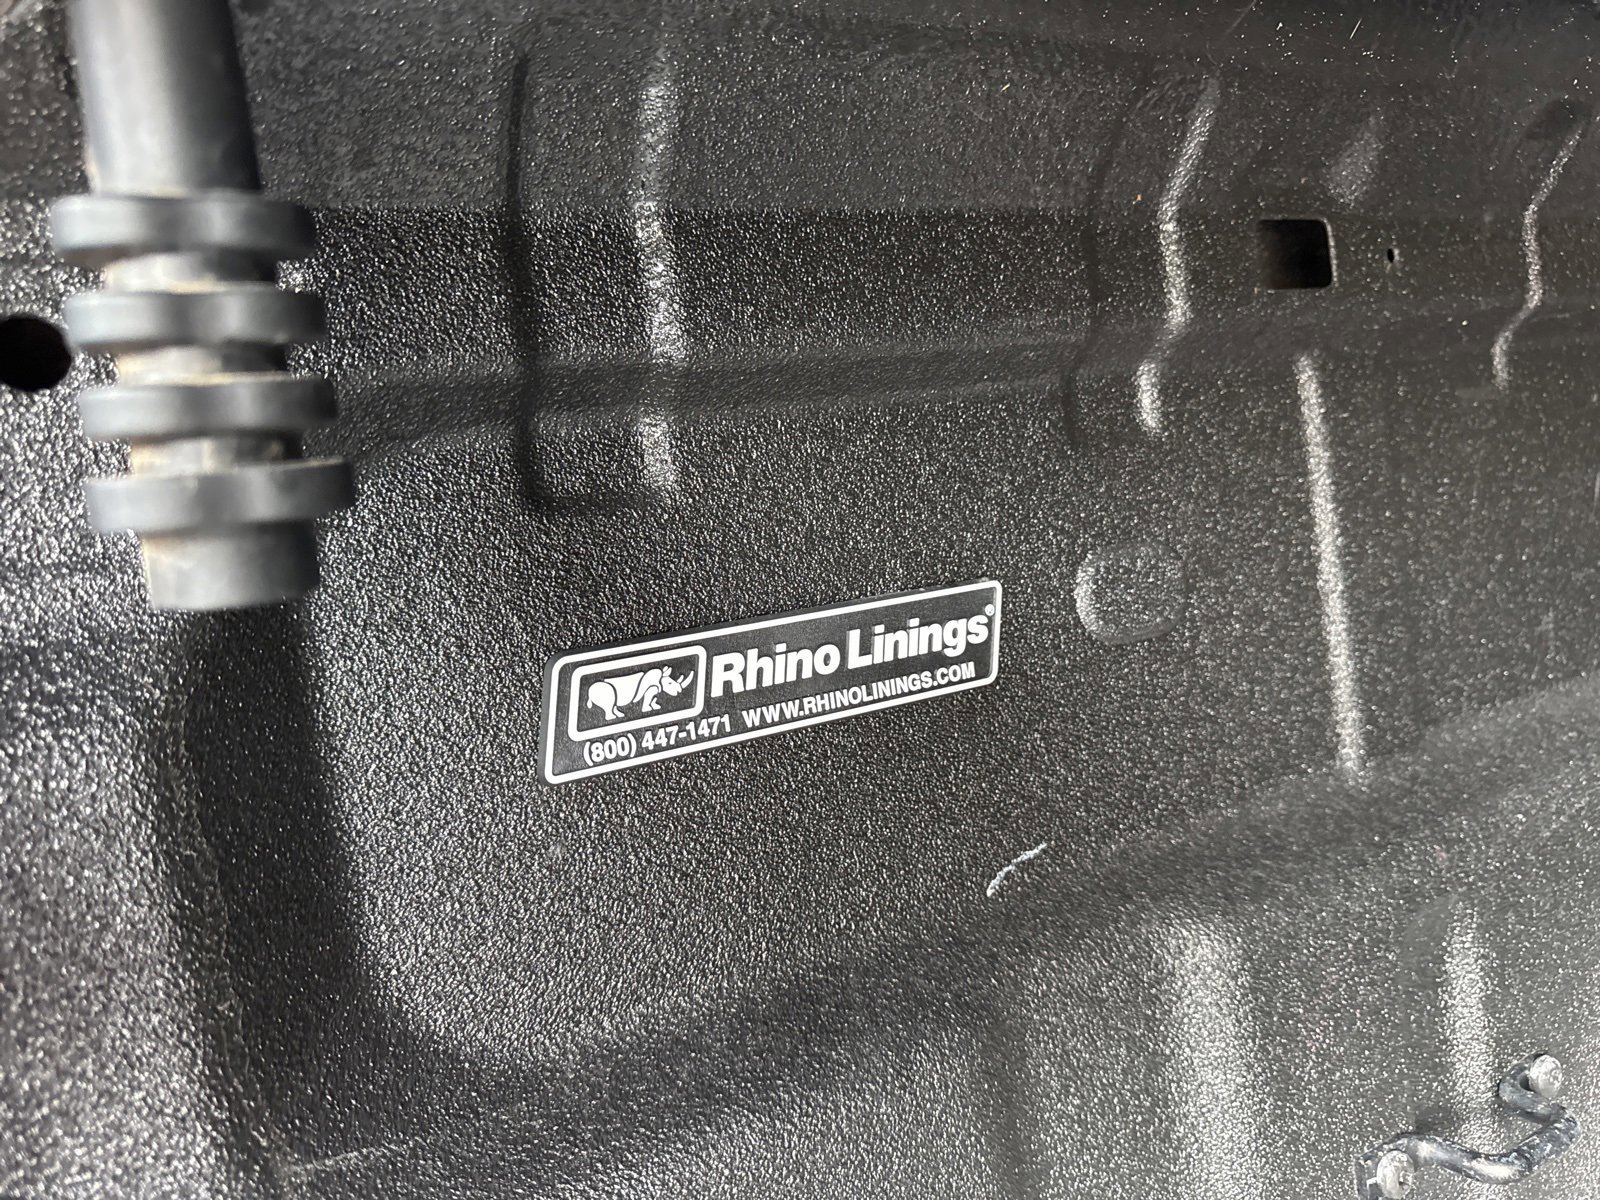 Rhino Linings®
(800) 447-1471 WWW.RHINOLININGS.COM